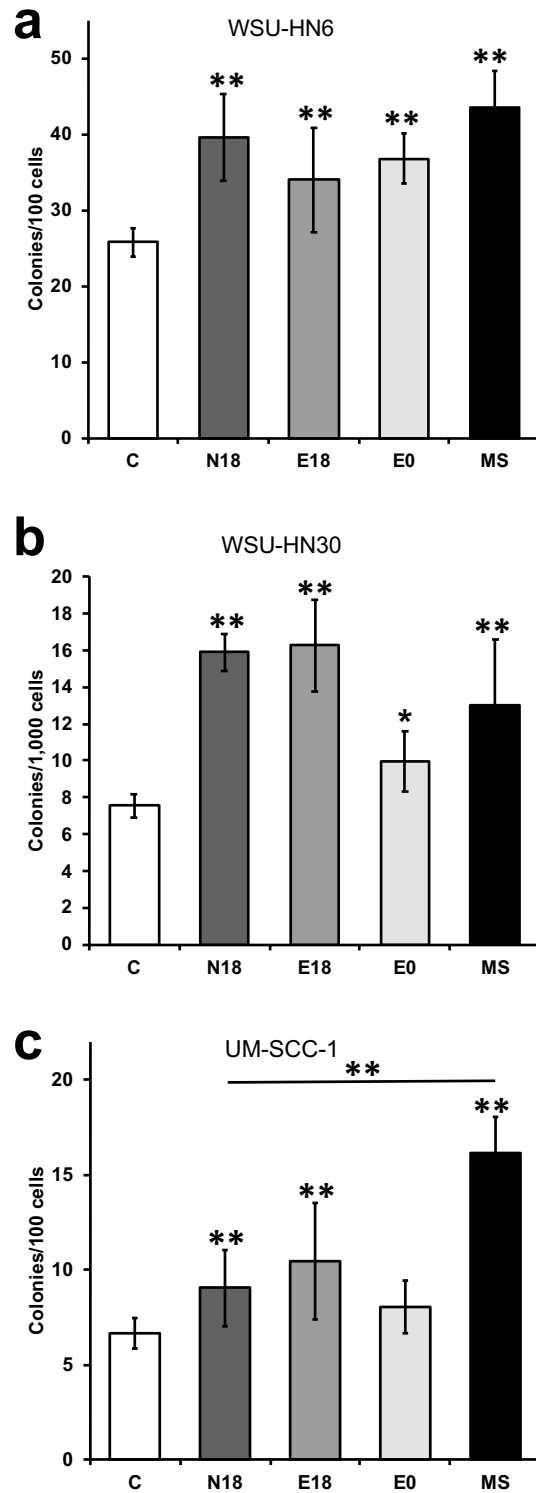 a
WSU-HN6
Colonies/100 cells
50
40
30
20
10
0
** ** ** **
C N18 E18 E0 MS
b
WSU-HN30
Colonies/1,000 cells
20
18
16
14
12
10
8
6
4
2
0
** ** * **
C N18 E18 E0 MS
c
UM-SCC-1
Colonies/100 cells
20
15
10
5
0
**
** ** **
C N18 E18 E0 MS